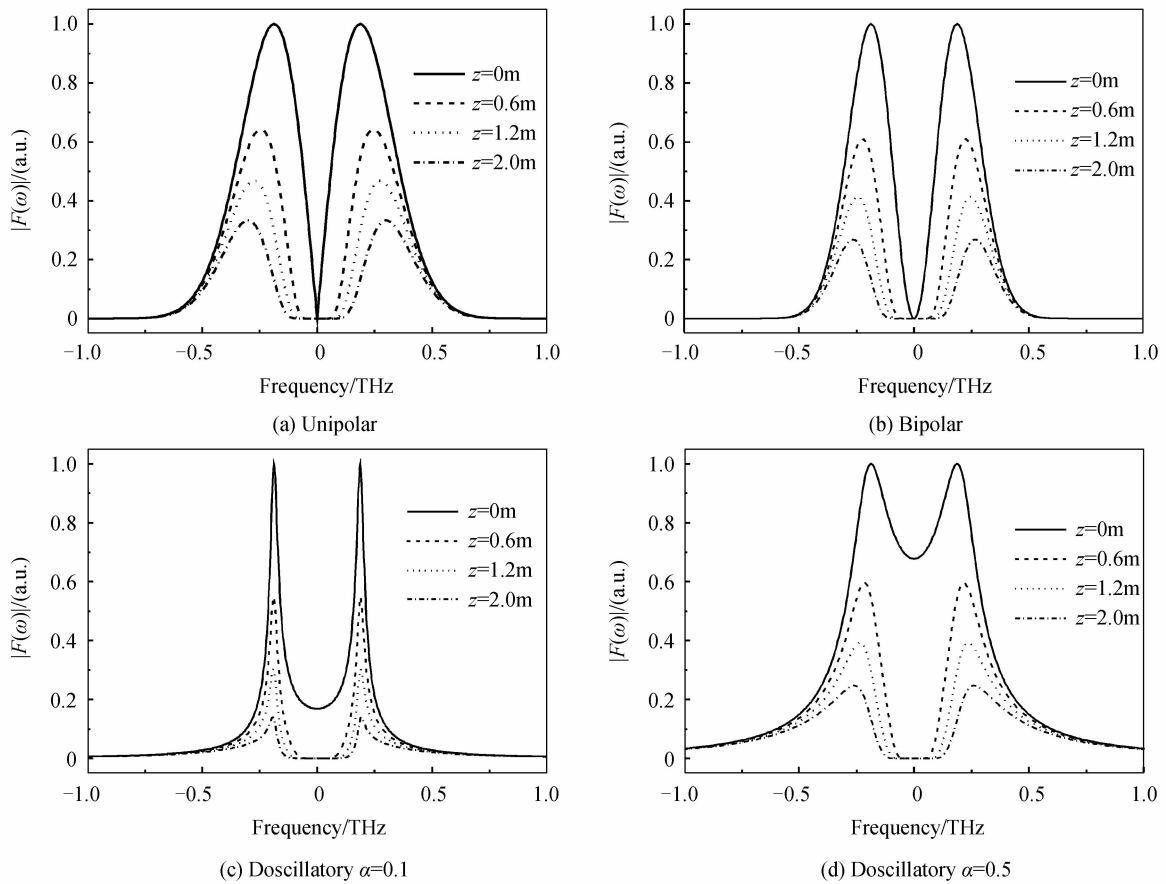 1.0
0.8
0.6
0.4
0.2
0
|F(ω)|/(a.u.)
z=0m
z=0.6m
z=1.2m
z=2.0m
−1.0 −0.5 0 0.5 1.0
Frequency/THz
(a) Unipolar
1.0
0.8
0.6
0.4
0.2
0
|F(ω)|/(a.u.)
z=0m
z=0.6m
z=1.2m
z=2.0m
−1.0 −0.5 0 0.5 1.0
Frequency/THz
(b) Bipolar
1.0
0.8
0.6
0.4
0.2
0
|F(ω)|/(a.u.)
z=0m
z=0.6m
z=1.2m
z=2.0m
−1.0 −0.5 0 0.5 1.0
Frequency/THz
(c) Doscillatory α=0.1
1.0
0.8
0.6
0.4
0.2
0
|F(ω)|/(a.u.)
z=0m
z=0.6m
z=1.2m
z=2.0m
−1.0 −0.5 0 0.5 1.0
Frequency/THz
(d) Doscillatory α=0.5